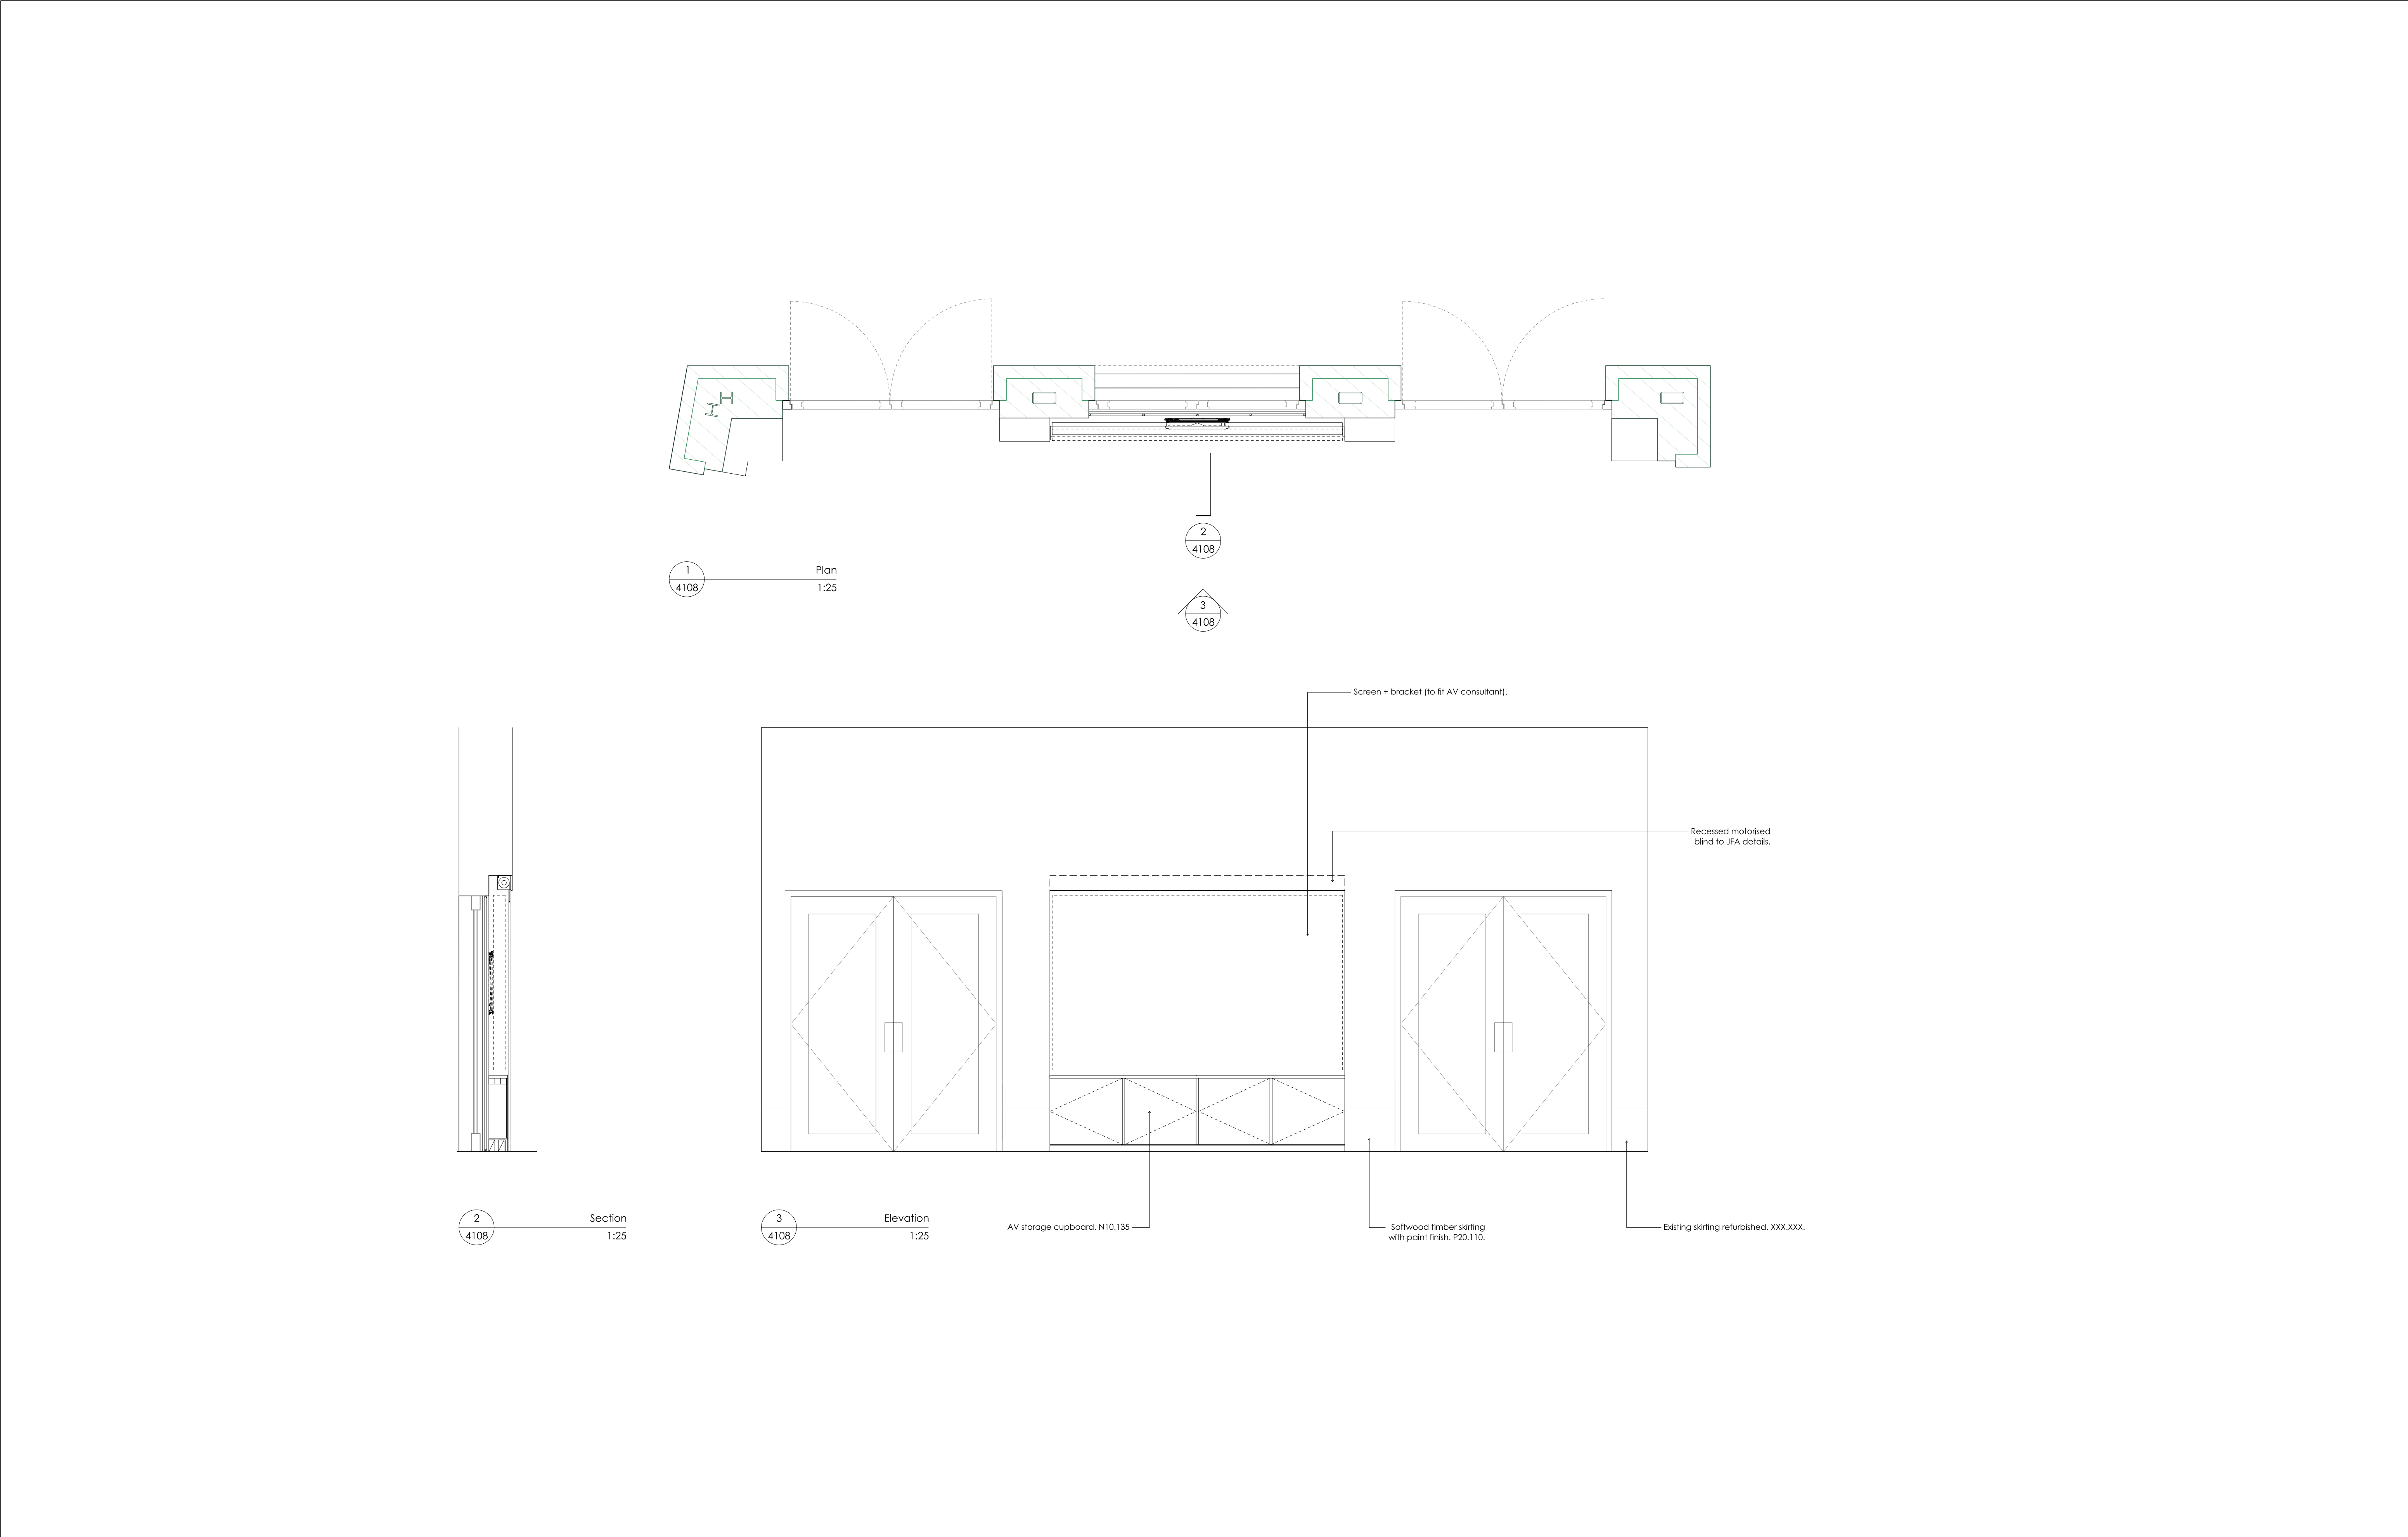 2
4108
1
4108
Plan
1:25
3
4108
Screen + bracket (to fit AV consultant).
Recessed motorised
blind to JFA details.
2
4108
Section
1:25
3
4108
Elevation
1:25
AV storage cupboard. N10.135
Softwood timber skirting
with paint finish. P20.110.
Existing skirting refurbished. XXX.XXX.